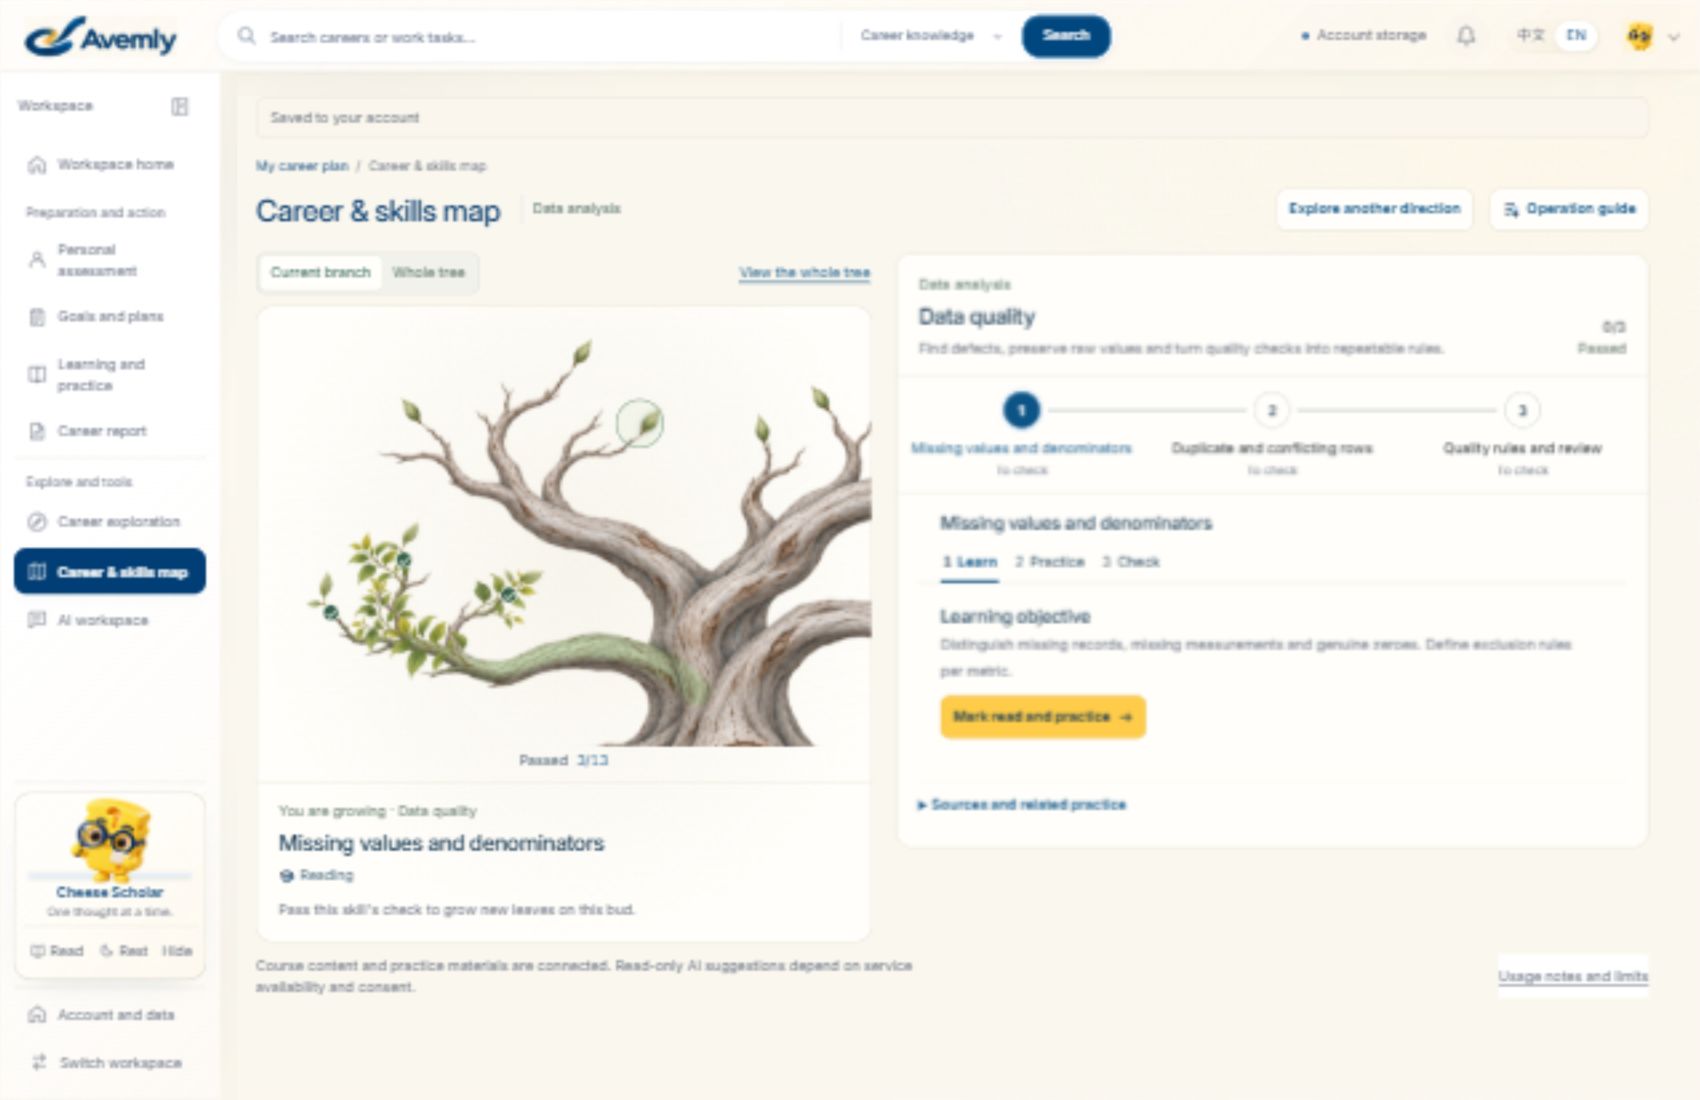 Avemly
Search careers or work tasks...
Career knowledge
Search
Account storage
中文
EN
Workspace
Workspace home
Preparation and action
Personal
assessment
Goals and plans
Learning and
practice
Career report
Explore and tools
Career exploration
Career & skills map
AI workspace
Cheese Scholar
One thought at a time.
Read
Rest
Hide
Account and data
Switch workspace
Saved to your account
My career plan / Career & skills map
Career & skills map
Data analysis
Explore another direction
Operation guide
Current branch
Whole tree
View the whole tree
Passed 3/13
You are growing · Data quality
Missing values and denominators
Reading
Pass this skill's check to grow new leaves on this bud.
Data analysis
Data quality
Find defects, preserve raw values and turn quality checks into repeatable rules.
0/3
Passed
1
Missing values and denominators
To check
2
Duplicate and conflicting rows
To check
3
Quality rules and review
To check
Missing values and denominators
1 Learn
2 Practice
3 Check
Learning objective
Distinguish missing records, missing measurements and genuine zeroes. Define exclusion rules
per metric.
Mark read and practice →
▸ Sources and related practice
Course content and practice materials are connected. Read-only AI suggestions depend on service
availability and consent.
Usage notes and limits